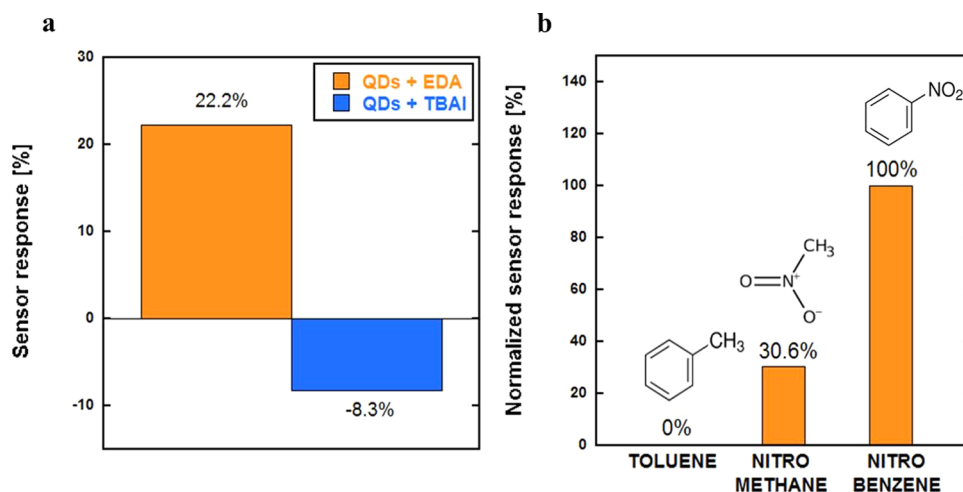 a
Sensor response [%]
30
20
10
0
-10
QDs + EDA
QDs + TBAI
22.2%
-8.3%
b
Normalized sensor response [%]
140
120
100
80
60
40
20
0
NO₂
100%
CH₃
O
N⁺
O⁻
30.6%
CH₃
0%
TOLUENE
NITRO
METHANE
NITRO
BENZENE